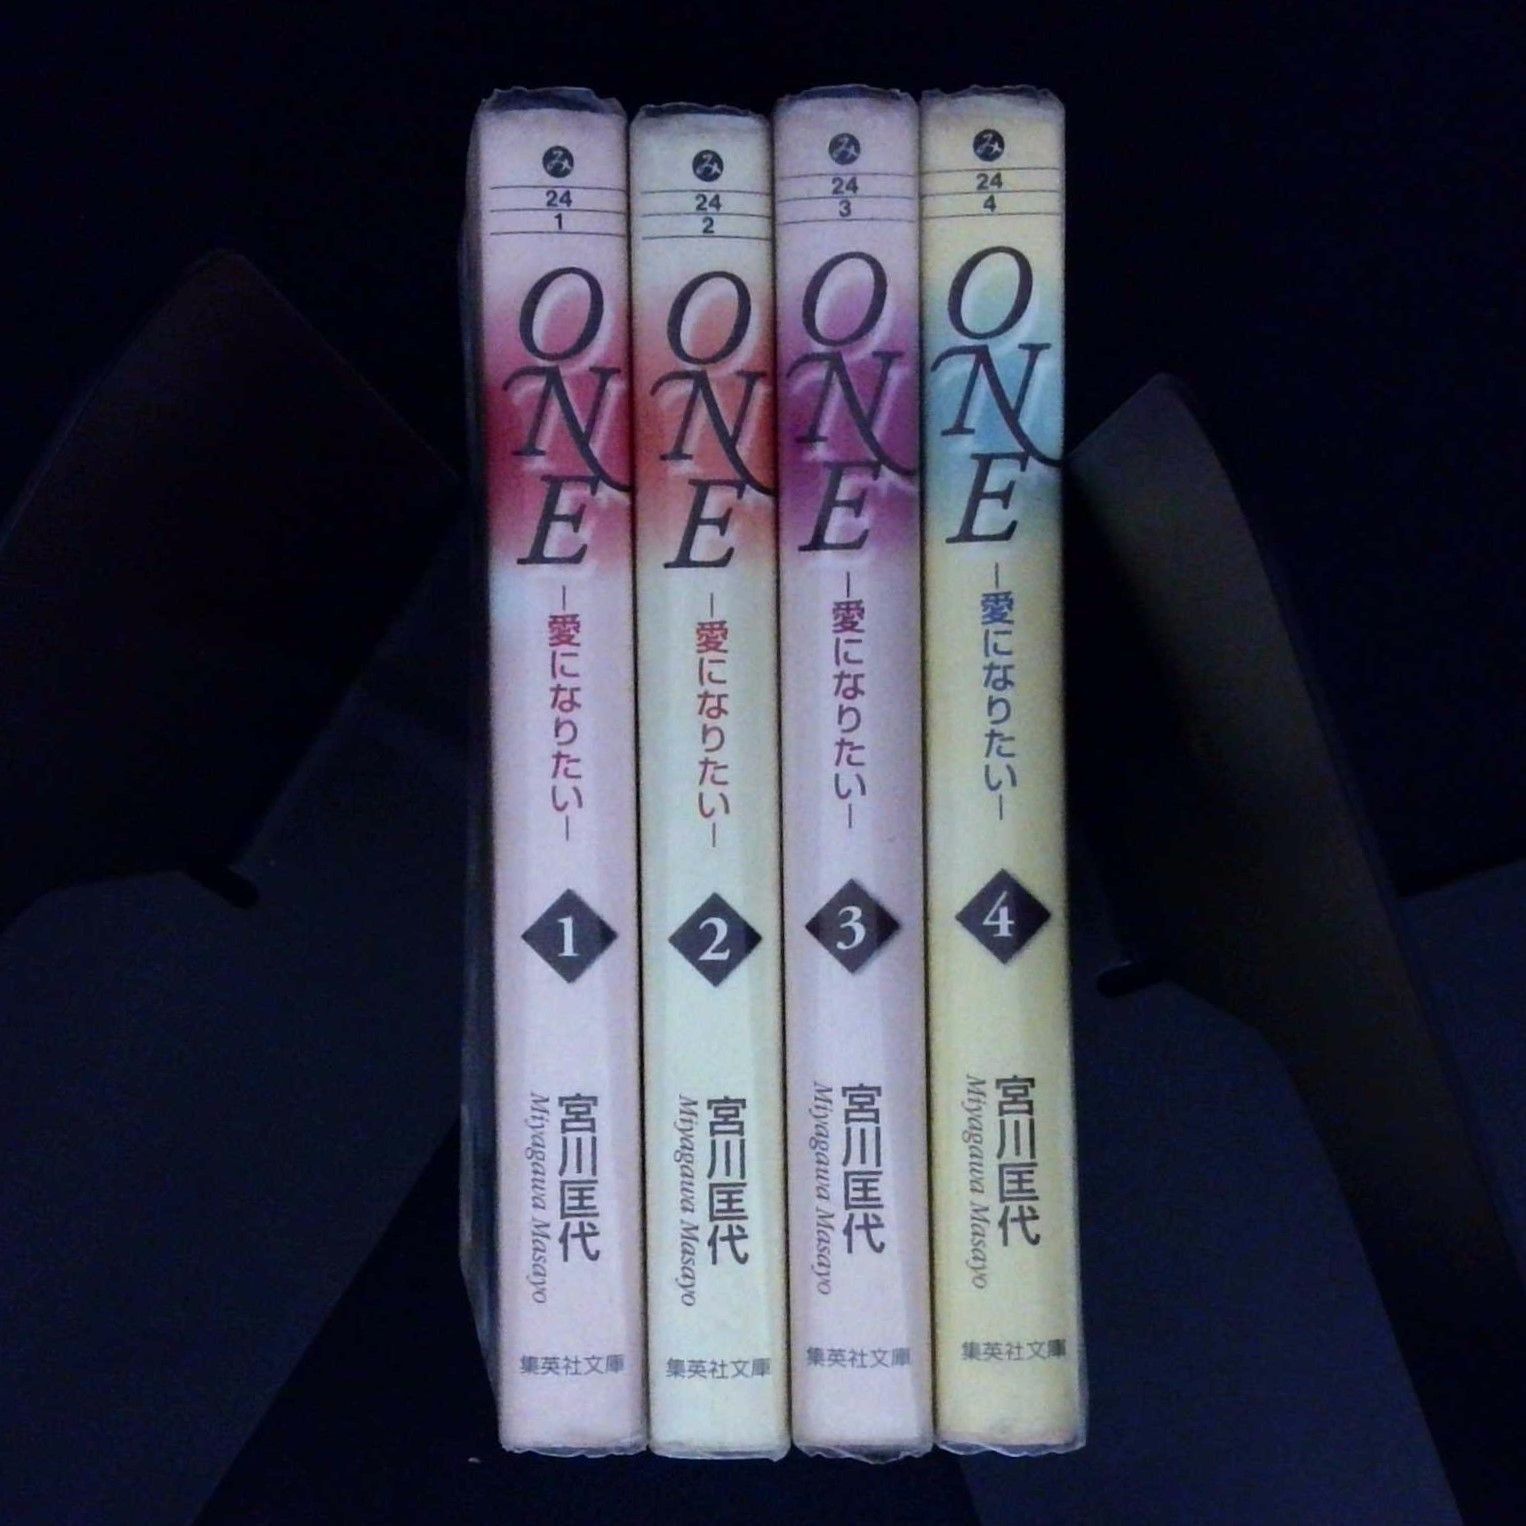 み
24
1
ONE
―愛になりたい―
1
宮川匡代
Miyagawa Masayo
集英社文庫
み
24
2
ONE
―愛になりたい―
2
宮川匡代
Miyagawa Masayo
集英社文庫
み
24
3
ONE
―愛になりたい―
3
宮川匡代
Miyagawa Masayo
集英社文庫
み
24
4
ONE
―愛になりたい―
4
宮川匡代
Miyagawa Masayo
集英社文庫